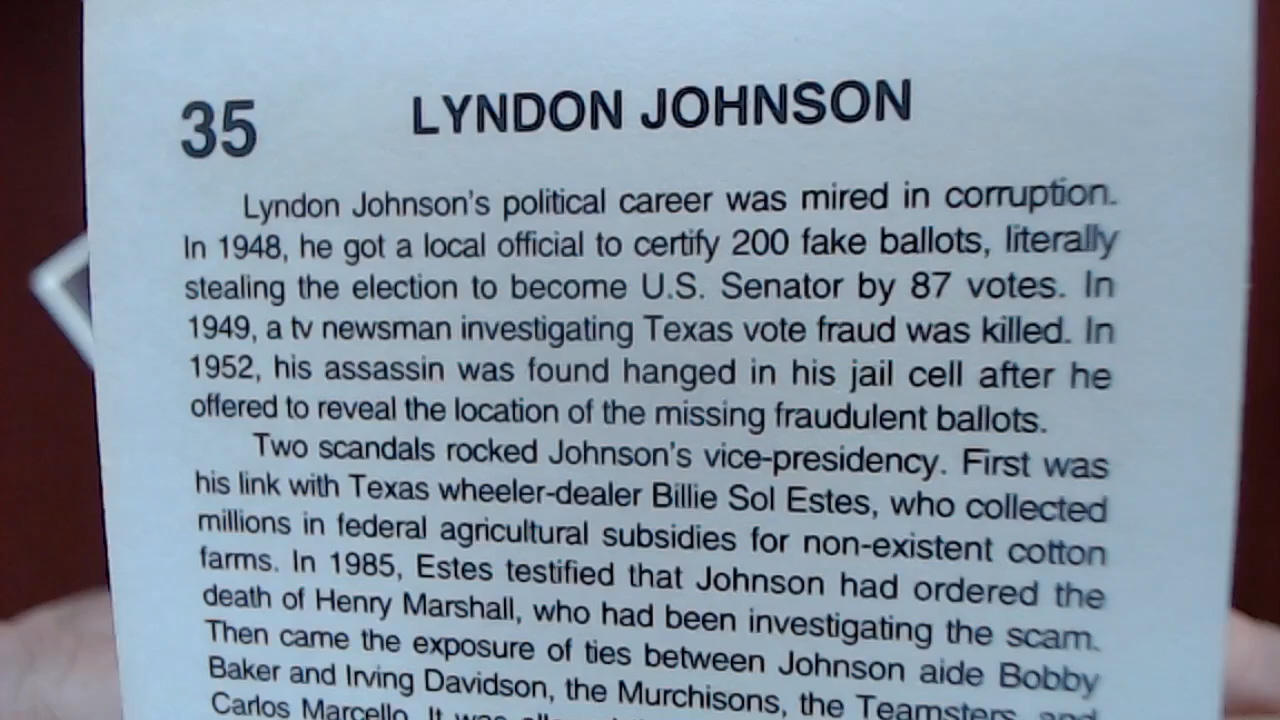 35 LYNDON JOHNSON
Lyndon Johnson's political career was mired in corruption.
In 1948, he got a local official to certify 200 fake ballots, literally
stealing the election to become U.S. Senator by 87 votes. In
1949, a tv newsman investigating Texas vote fraud was killed. In
1952, his assassin was found hanged in his jail cell after he
offered to reveal the location of the missing fraudulent ballots.
Two scandals rocked Johnson's vice-presidency. First was
his link with Texas wheeler-dealer Billie Sol Estes, who collected
millions in federal agricultural subsidies for non-existent cotton
farms. In 1985, Estes testified that Johnson had ordered the
death of Henry Marshall, who had been investigating the scam.
Then came the exposure of ties between Johnson aide Bobby
Baker and Irving Davidson, the Murchisons, the Teamsters, and
Carlos Marcello. It was